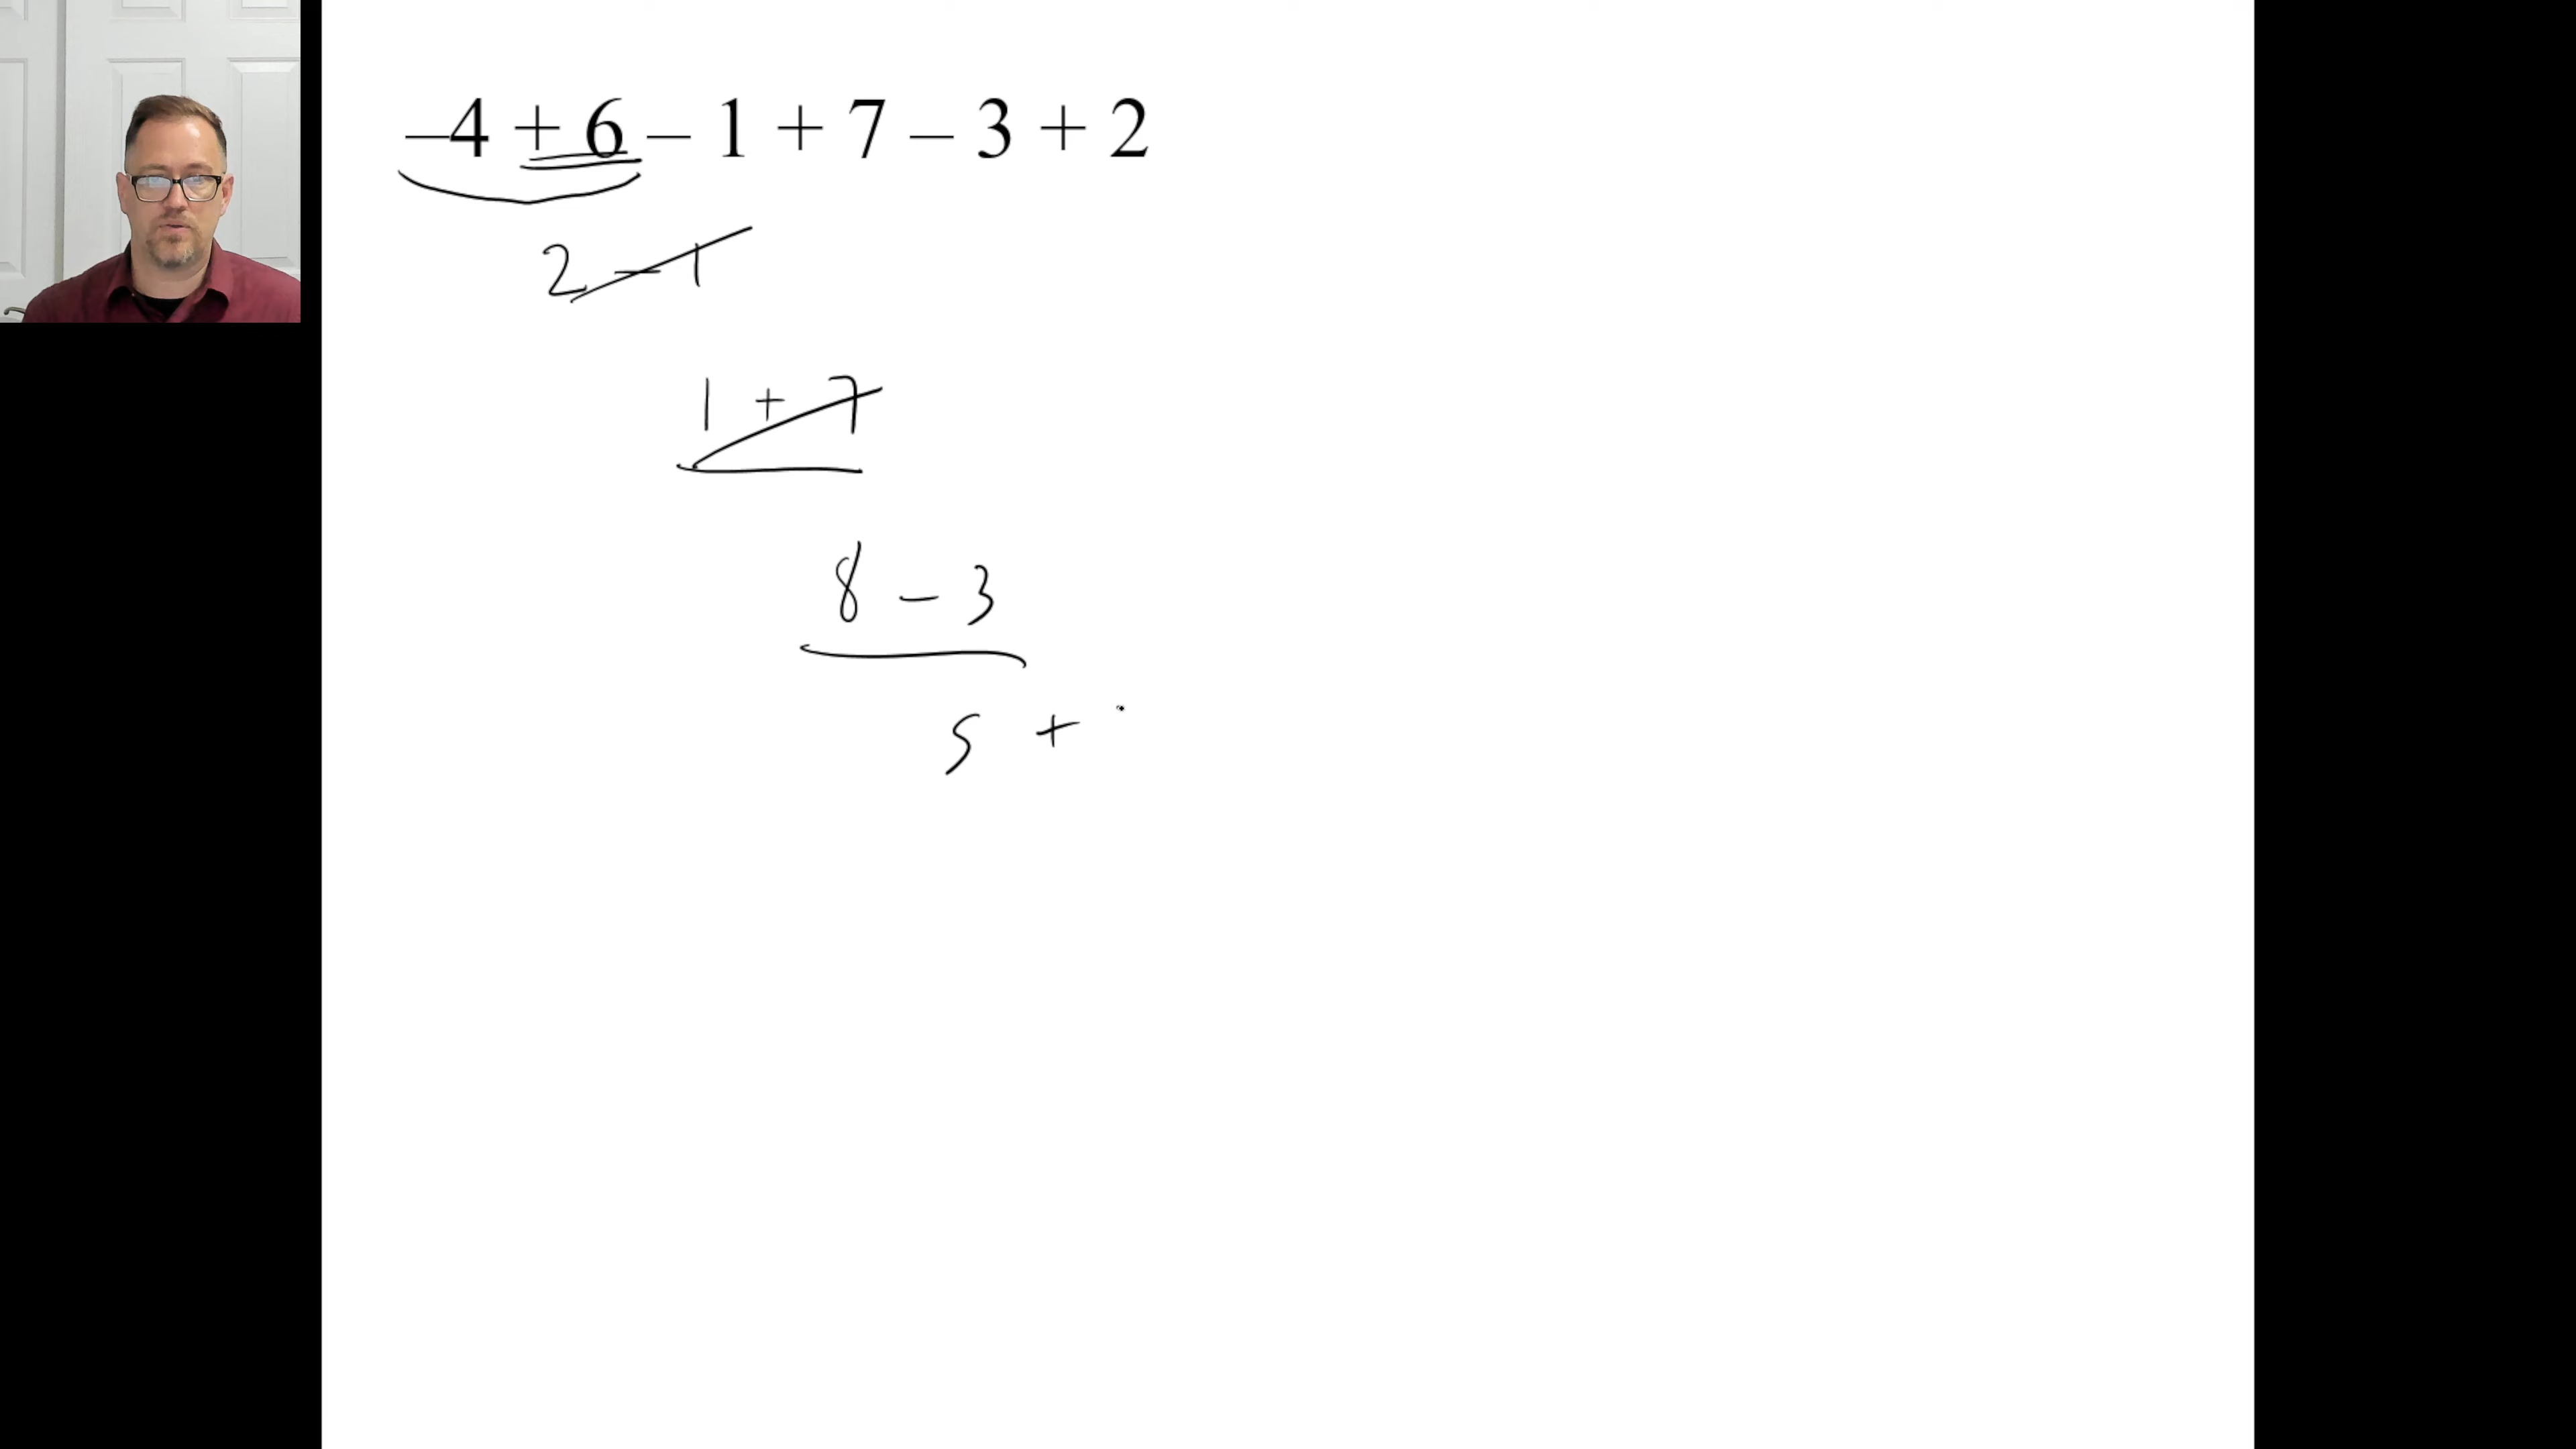 –4 + 6 – 1 + 7 – 3 + 2
2 – 1
1 + 7
8 – 3
5 +